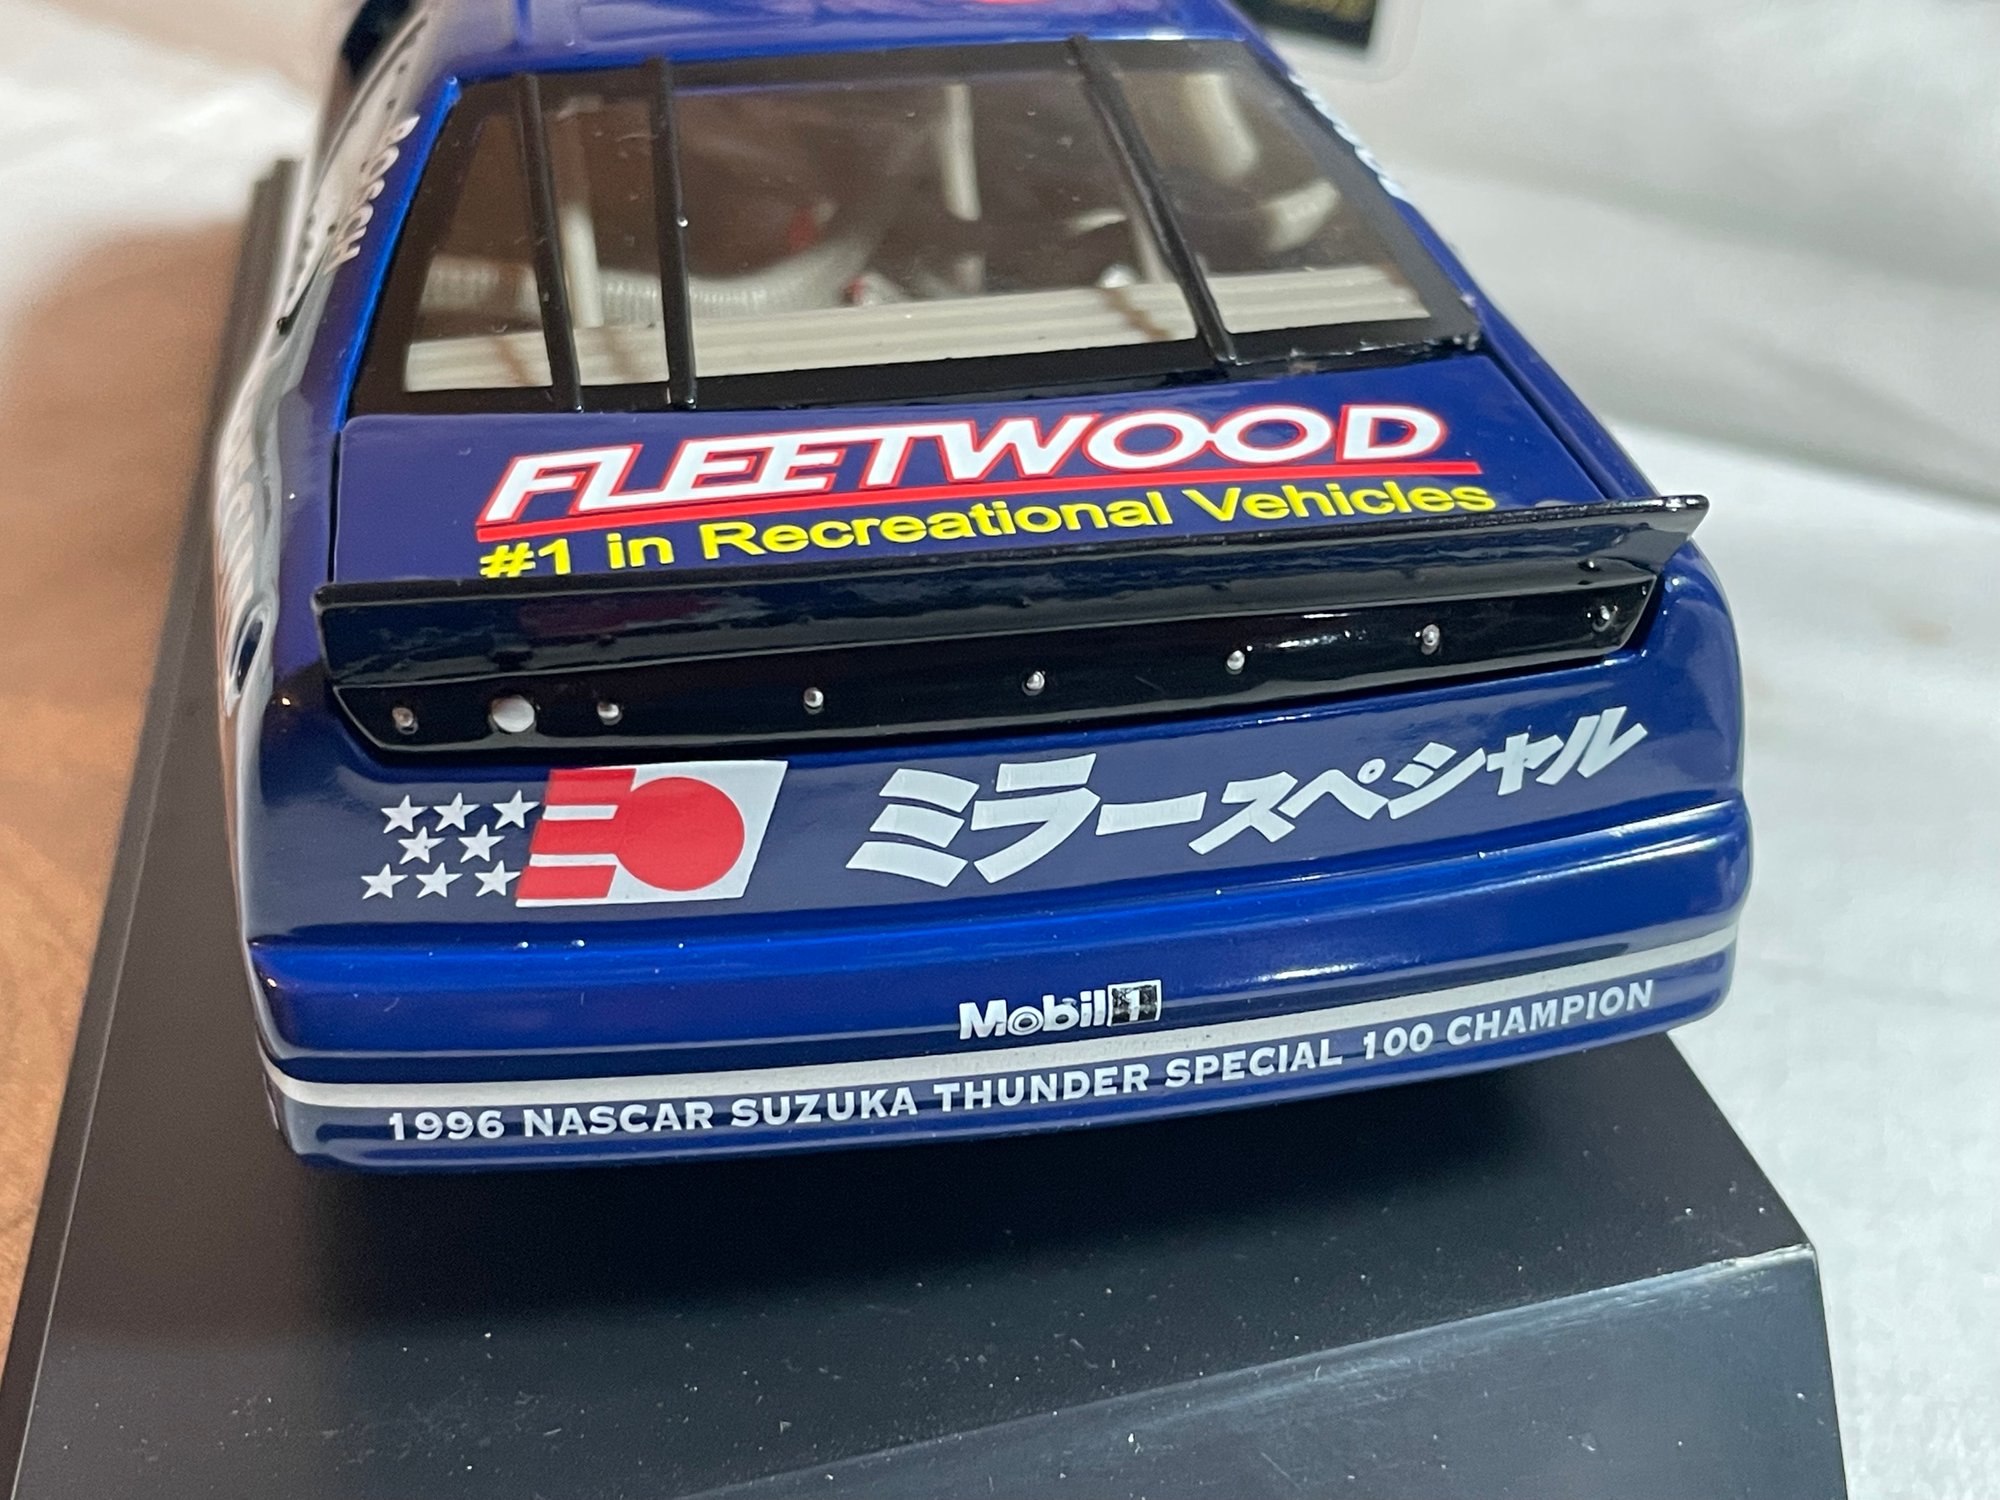 BOSCH
FLEETWOOD
#1 in Recreational Vehicles
ミラースペシャル
Mobil 1
1996 NASCAR SUZUKA THUNDER SPECIAL 100 CHAMPION